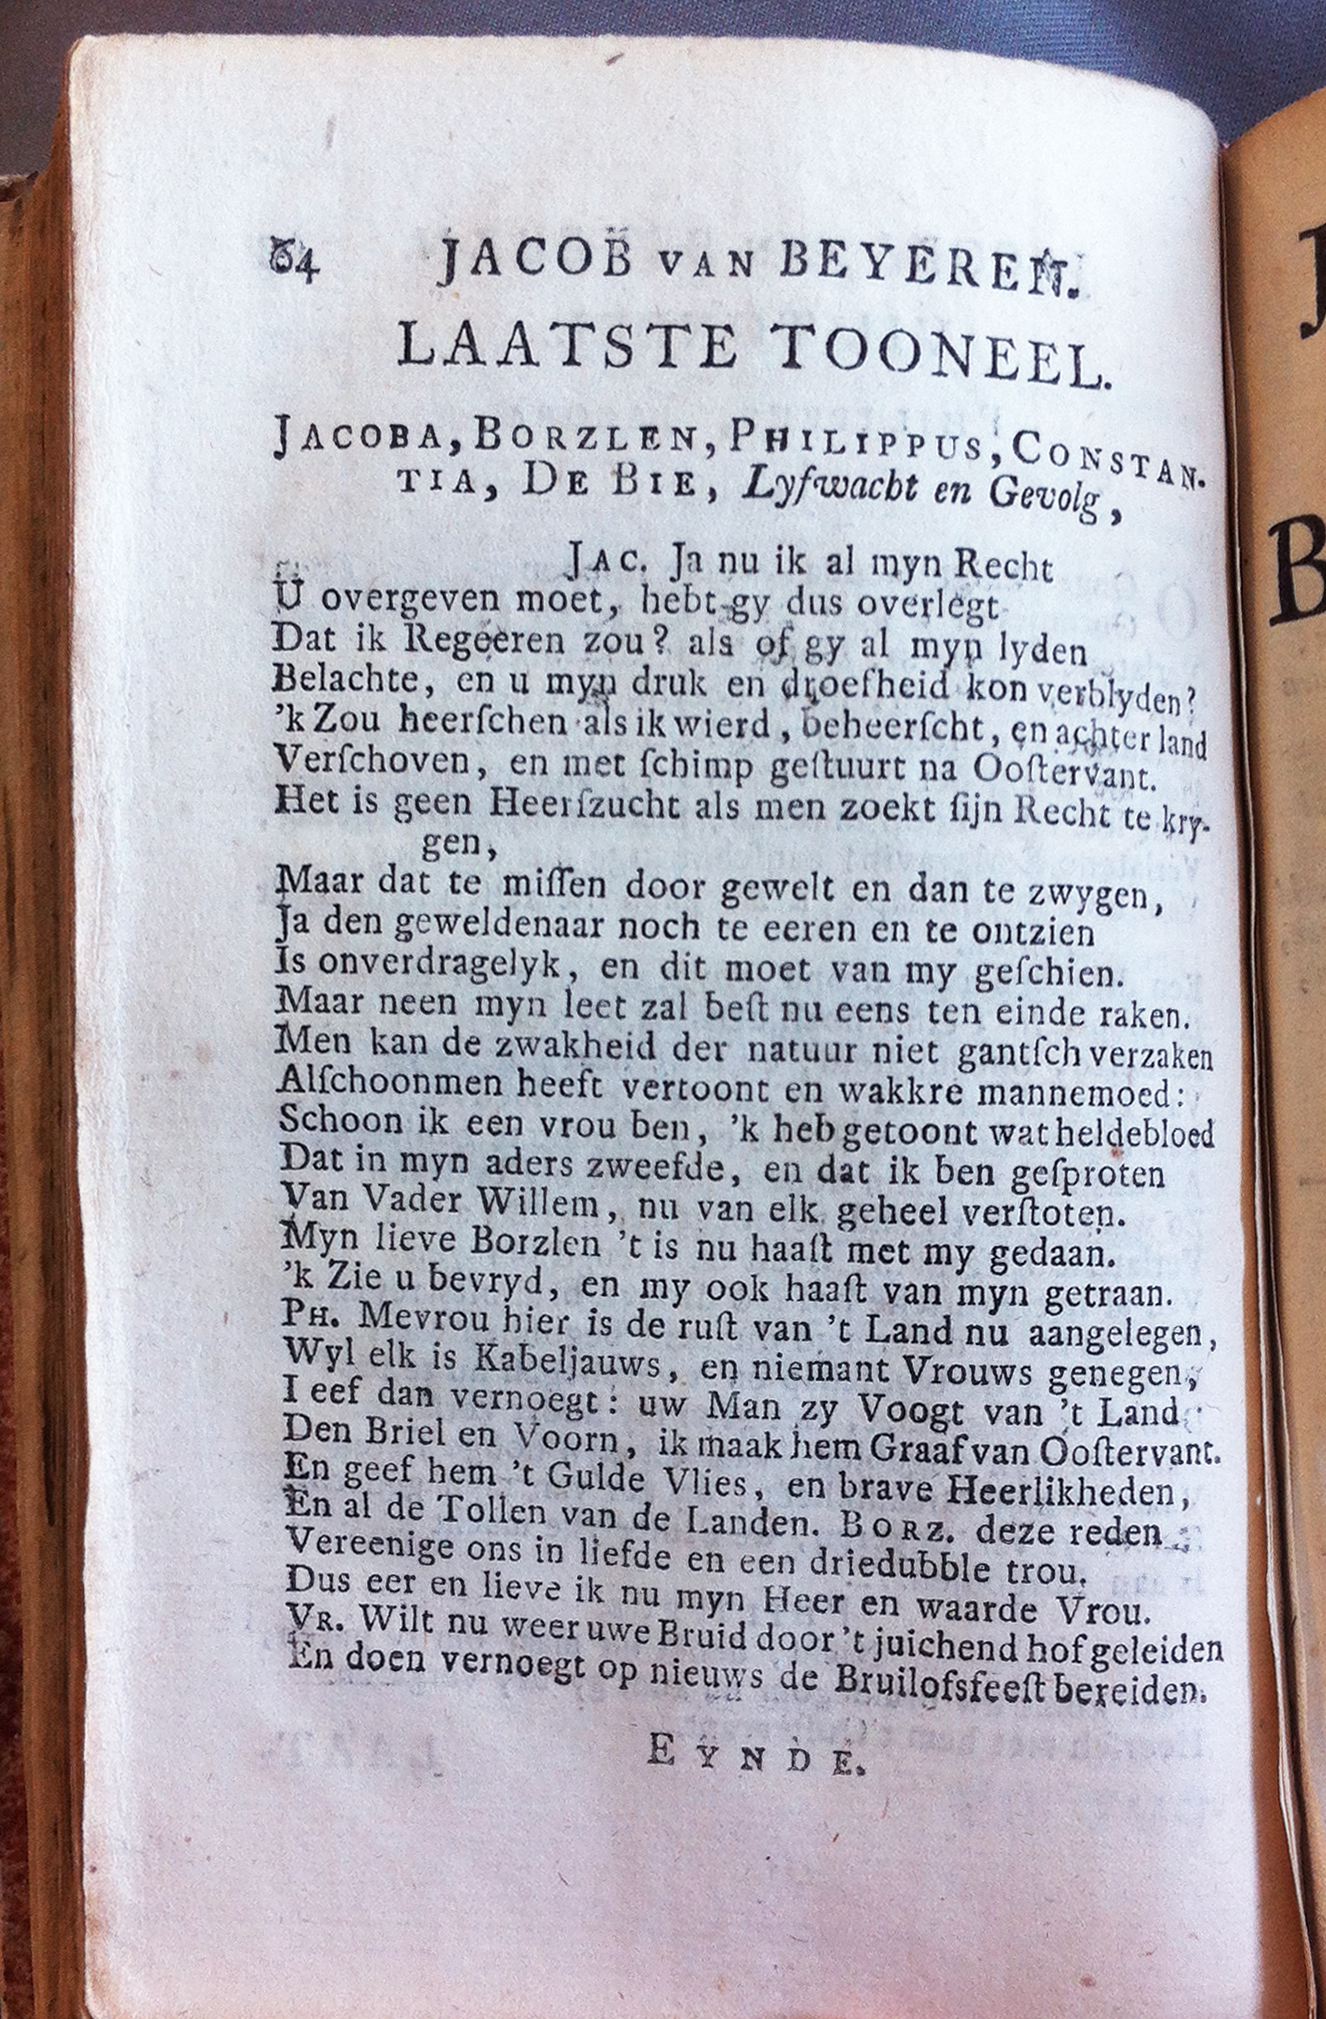 64 JACOB VAN BEYEREN.
LAATSTE TOONEEL.
JACOBA, BORZLEN, PHILIPPUS, CONSTAN-
TIA, DE BIE, Lyfwacht en Gevolg,
JAC. Ja nu ik al myn Recht
U overgeven moet, hebt gy dus overlegt
Dat ik Regeeren zou? als of gy al myn lyden
Belachte, en u myn druk en droefheid kon verblyden?
'k Zou heerſchen als ik wierd, beheerſcht, en achter land
Verſchoven, en met ſchimp geſtuurt na Ooſtervant.
Het is geen Heerſzucht als men zoekt ſijn Recht te kry-
gen,
Maar dat te miſſen door gewelt en dan te zwygen,
Ja den geweldenaar noch te eeren en te ontzien
Is onverdragelyk, en dit moet van my geſchien.
Maar neen myn leet zal beſt nu eens ten einde raken.
Men kan de zwakheid der natuur niet gantſch verzaken
Alſchoonmen heeft vertoont en wakkre mannemoed:
Schoon ik een vrou ben, 'k heb getoont wat heldebloed
Dat in myn aders zweefde, en dat ik ben geſproten
Van Vader Willem, nu van elk geheel verſtoten.
Myn lieve Borzlen 't is nu haaſt met my gedaan.
'k Zie u bevryd, en my ook haaſt van myn getraan.
PH. Mevrou hier is de ruſt van 't Land nu aangelegen,
Wyl elk is Kabeljauws, en niemant Vrouws genegen,
Leef dan vernoegt: uw Man zy Voogt van 't Land
Den Briel en Voorn, ik maak hem Graaf van Ooſtervant.
En geef hem 't Gulde Vlies, en brave Heerlikheden,
En al de Tollen van de Landen. BORZ. deze reden
Vereenige ons in liefde en een driedubble trou.
Dus eer en lieve ik nu myn Heer en waarde Vrou.
VR. Wilt nu weer uwe Bruid door 't juichend hof geleiden
En doen vernoegt op nieuws de Bruilofsfeeſt bereiden.
EYNDE.